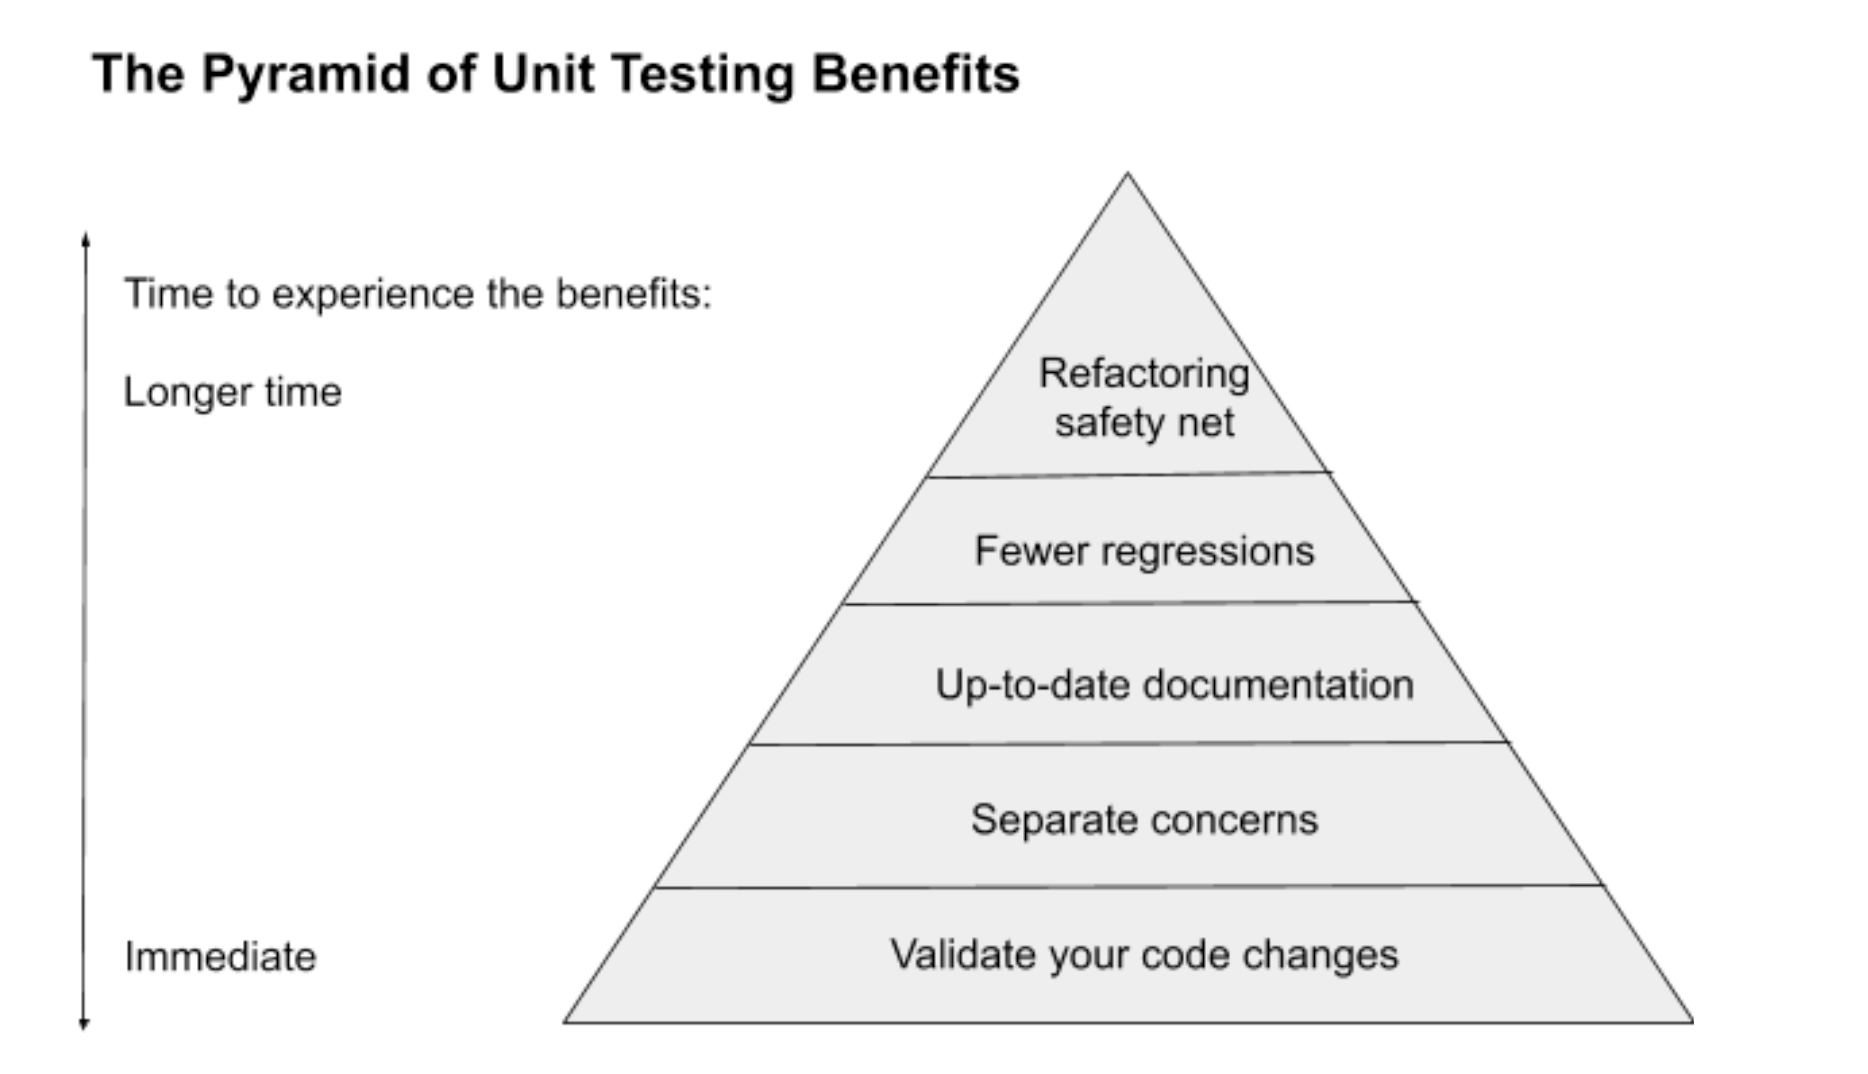 The Pyramid of Unit Testing Benefits
Time to experience the benefits:
Longer time
Refactoring
safety net
Fewer regressions
Up-to-date documentation
Separate concerns
Immediate
Validate your code changes